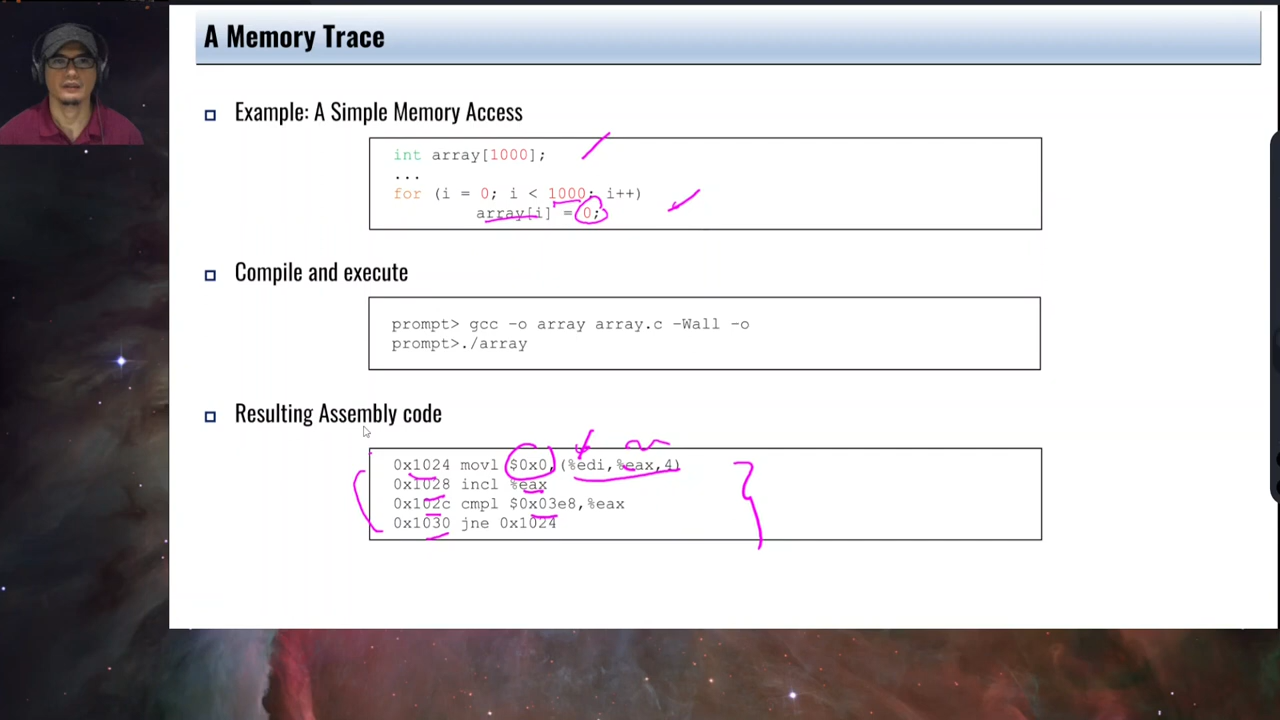 A Memory Trace
Example: A Simple Memory Access
int array[1000];
...
for (i = 0; i < 1000; i++)
array[i] = 0;
Compile and execute
prompt> gcc -o array array.c -Wall -o
prompt>./array
Resulting Assembly code
0x1024 movl $0x0,(%edi,%eax,4)
0x1028 incl %eax
0x102c cmpl $0x03e8,%eax
0x1030 jne 0x1024